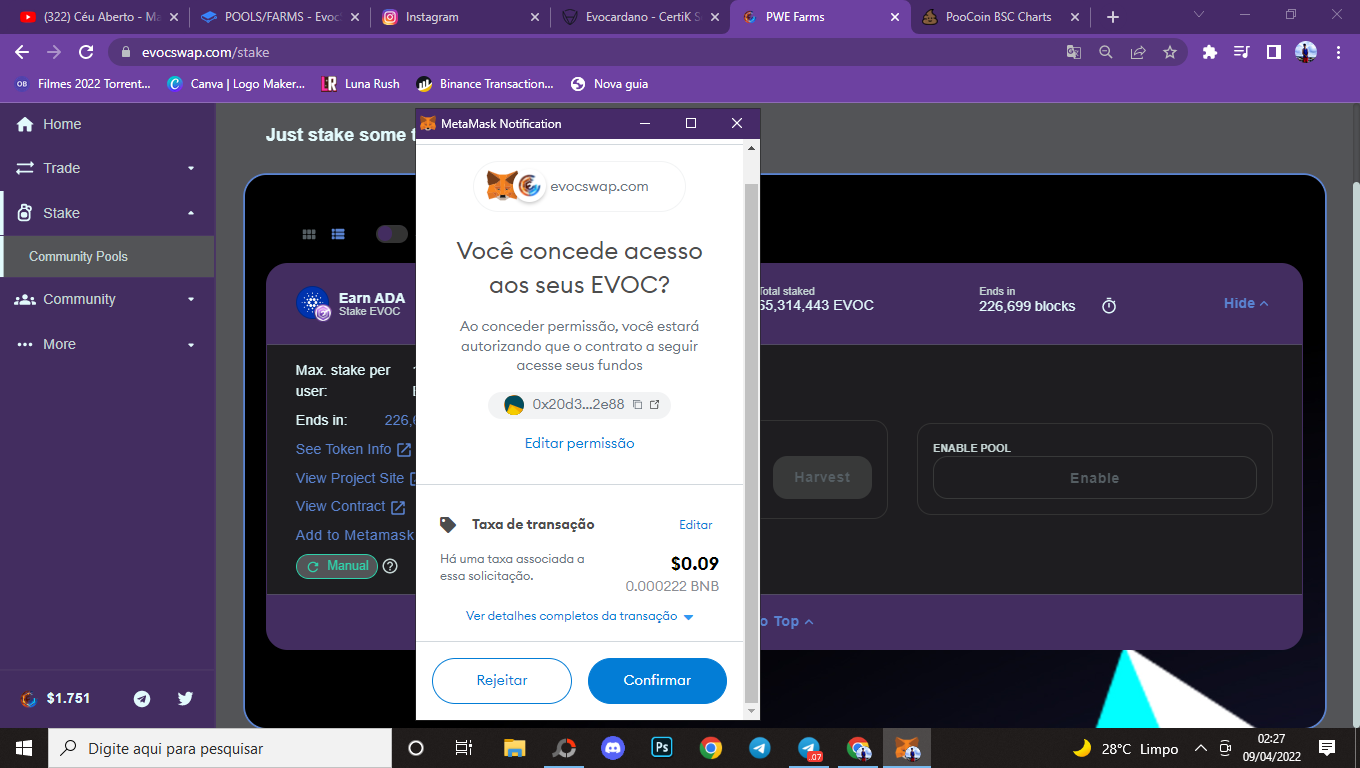 (322) Céu Aberto - Ma
POOLS/FARMS - EvocS
Instagram
Evocardano - CertiK S
PWE Farms
PooCoin BSC Charts
evocswap.com/stake
OB Filmes 2022 Torrent...
Canva | Logo Maker...
Luna Rush
Binance Transaction...
Nova guia
Home
Trade
Stake
Community Pools
Community
More
$1.751
Just stake some
MetaMask Notification
evocswap.com
Você concede acesso
aos seus EVOC?
Ao conceder permissão, você estará
autorizando que o contrato a seguir
acesse seus fundos
0x20d3...2e88
Editar permissão
Taxa de transação
Editar
Há uma taxa associada a
essa solicitação.
$0.09
0.000222 BNB
Ver detalhes completos da transação
Rejeitar
Confirmar
Earn ADA
Stake EVOC
Total staked
65,314,443 EVOC
Ends in
226,699 blocks
Hide
Max. stake per
user:
Ends in:
226,6
See Token Info
View Project Site
View Contract
Add to Metamask
Manual
Harvest
ENABLE POOL
Enable
o Top
Digite aqui para pesquisar
Ps
.07
28°C Limpo
02:27
09/04/2022